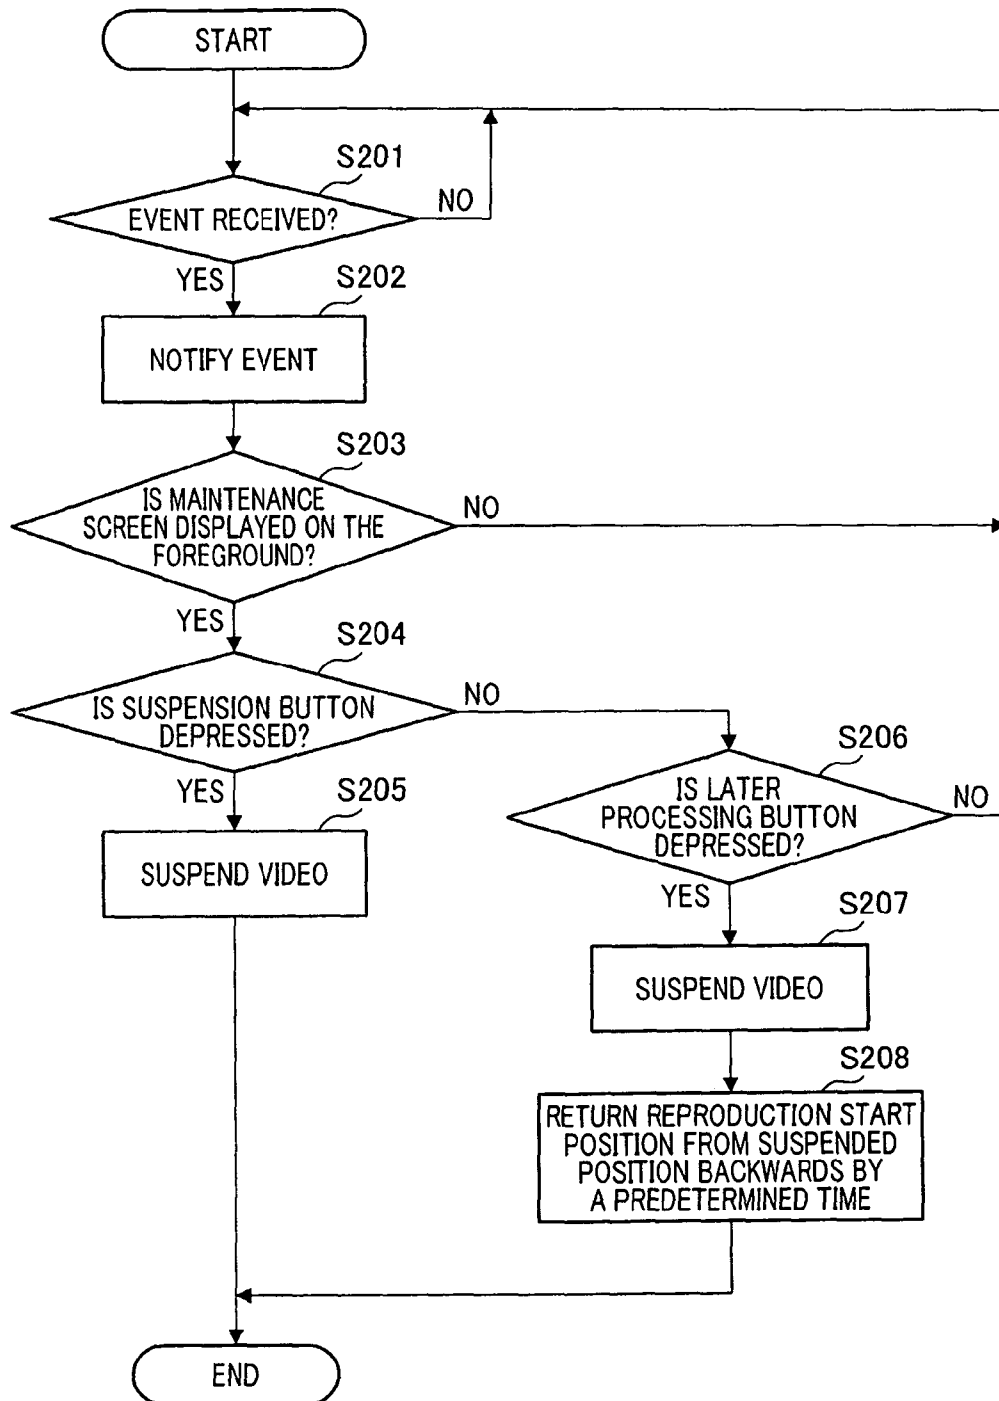 START
S201
EVENT RECEIVED?
NO
YES
S202
NOTIFY EVENT
S203
IS MAINTENANCE
SCREEN DISPLAYED ON THE
FOREGROUND?
NO
YES
S204
IS SUSPENSION BUTTON
DEPRESSED?
NO
YES
S205
SUSPEND VIDEO
S206
IS LATER
PROCESSING BUTTON
DEPRESSED?
NO
YES
S207
SUSPEND VIDEO
S208
RETURN REPRODUCTION START
POSITION FROM SUSPENDED
POSITION BACKWARDS BY
A PREDETERMINED TIME
END